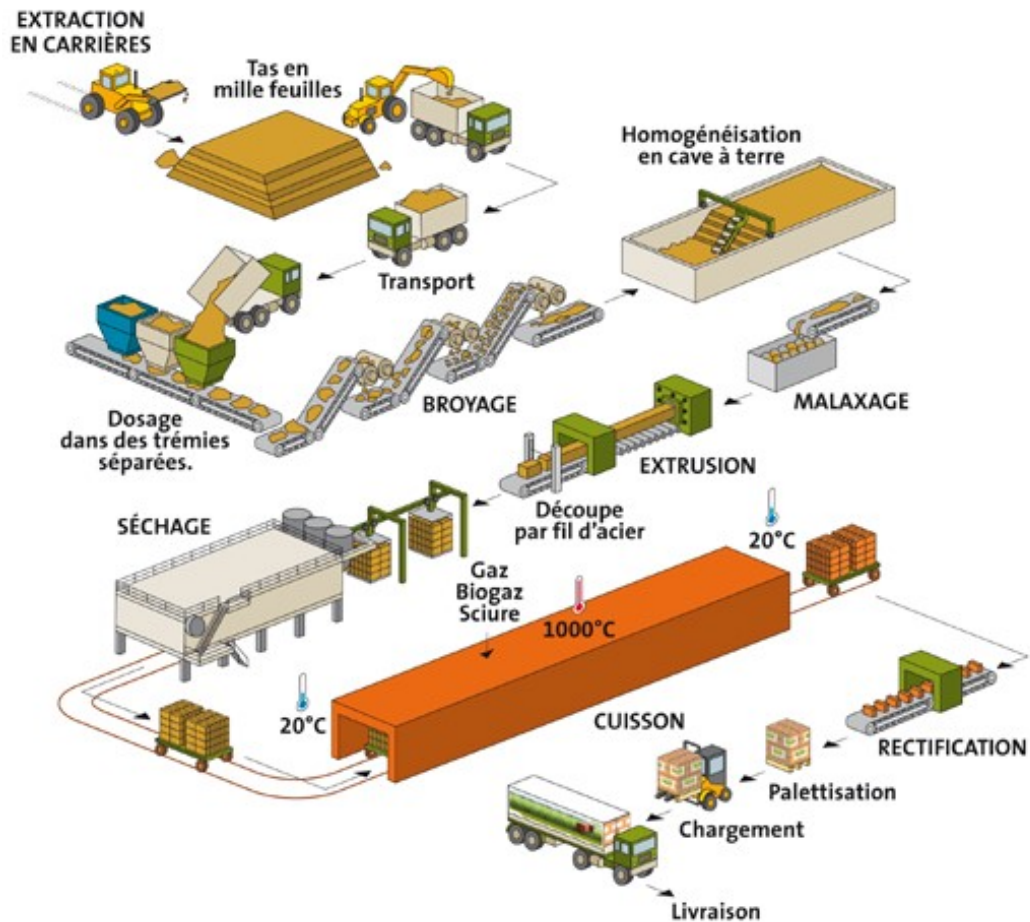 EXTRACTION
EN CARRIÈRES
Tas en
mille feuilles
Homogénéisation
en cave à terre
Transport
Dosage
dans des trémies
séparées.
BROYAGE
MALAXAGE
EXTRUSION
Découpe
par fil d'acier
SÉCHAGE
20°C
Gaz
Biogaz
Sciure
1000°C
20°C
CUISSON
RECTIFICATION
Palettisation
Chargement
Livraison